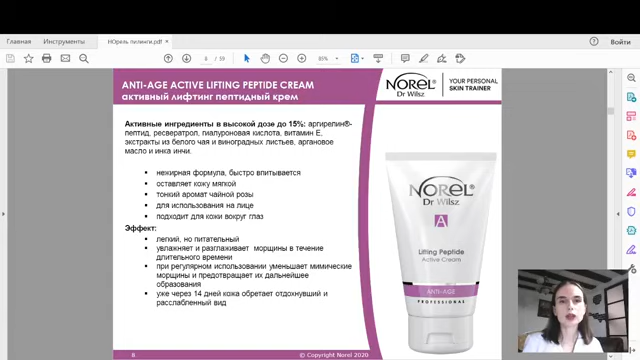 Главная
Инструменты
НОрель пилинги.pdf
×
Войти
8 / 59
85%
ANTI-AGE ACTIVE LIFTING PEPTIDE CREAM
активный лифтинг пептидный крем
NOREL®
Dr Wilsz
YOUR PERSONAL
SKIN TRAINER
Активные ингредиенты в высокой дозе до 15%: аргирелин®-
пептид, ресвератрол, гиалуроновая кислота, витамин Е,
экстракты из белого чая и виноградных листьев, аргановое
масло и инка инчи.
нежирная формула, быстро впитывается
оставляет кожу мягкой
тонкий аромат чайной розы
для использования на лице
подходит для кожи вокруг глаз
Эффект:
легкий, но питательный
увлажняет и разглаживает морщины в течение
длительного времени
при регулярном использовании уменьшает мимические
морщины и предотвращает их дальнейшее
образования
уже через 14 дней кожа обретает отдохнувший и
расслабленный вид
NOREL®
Dr Wilsz
A
Lifting Peptide
Active Cream
ANTI-AGE
PROFESSIONAL
8
© Copyright Norel 2020